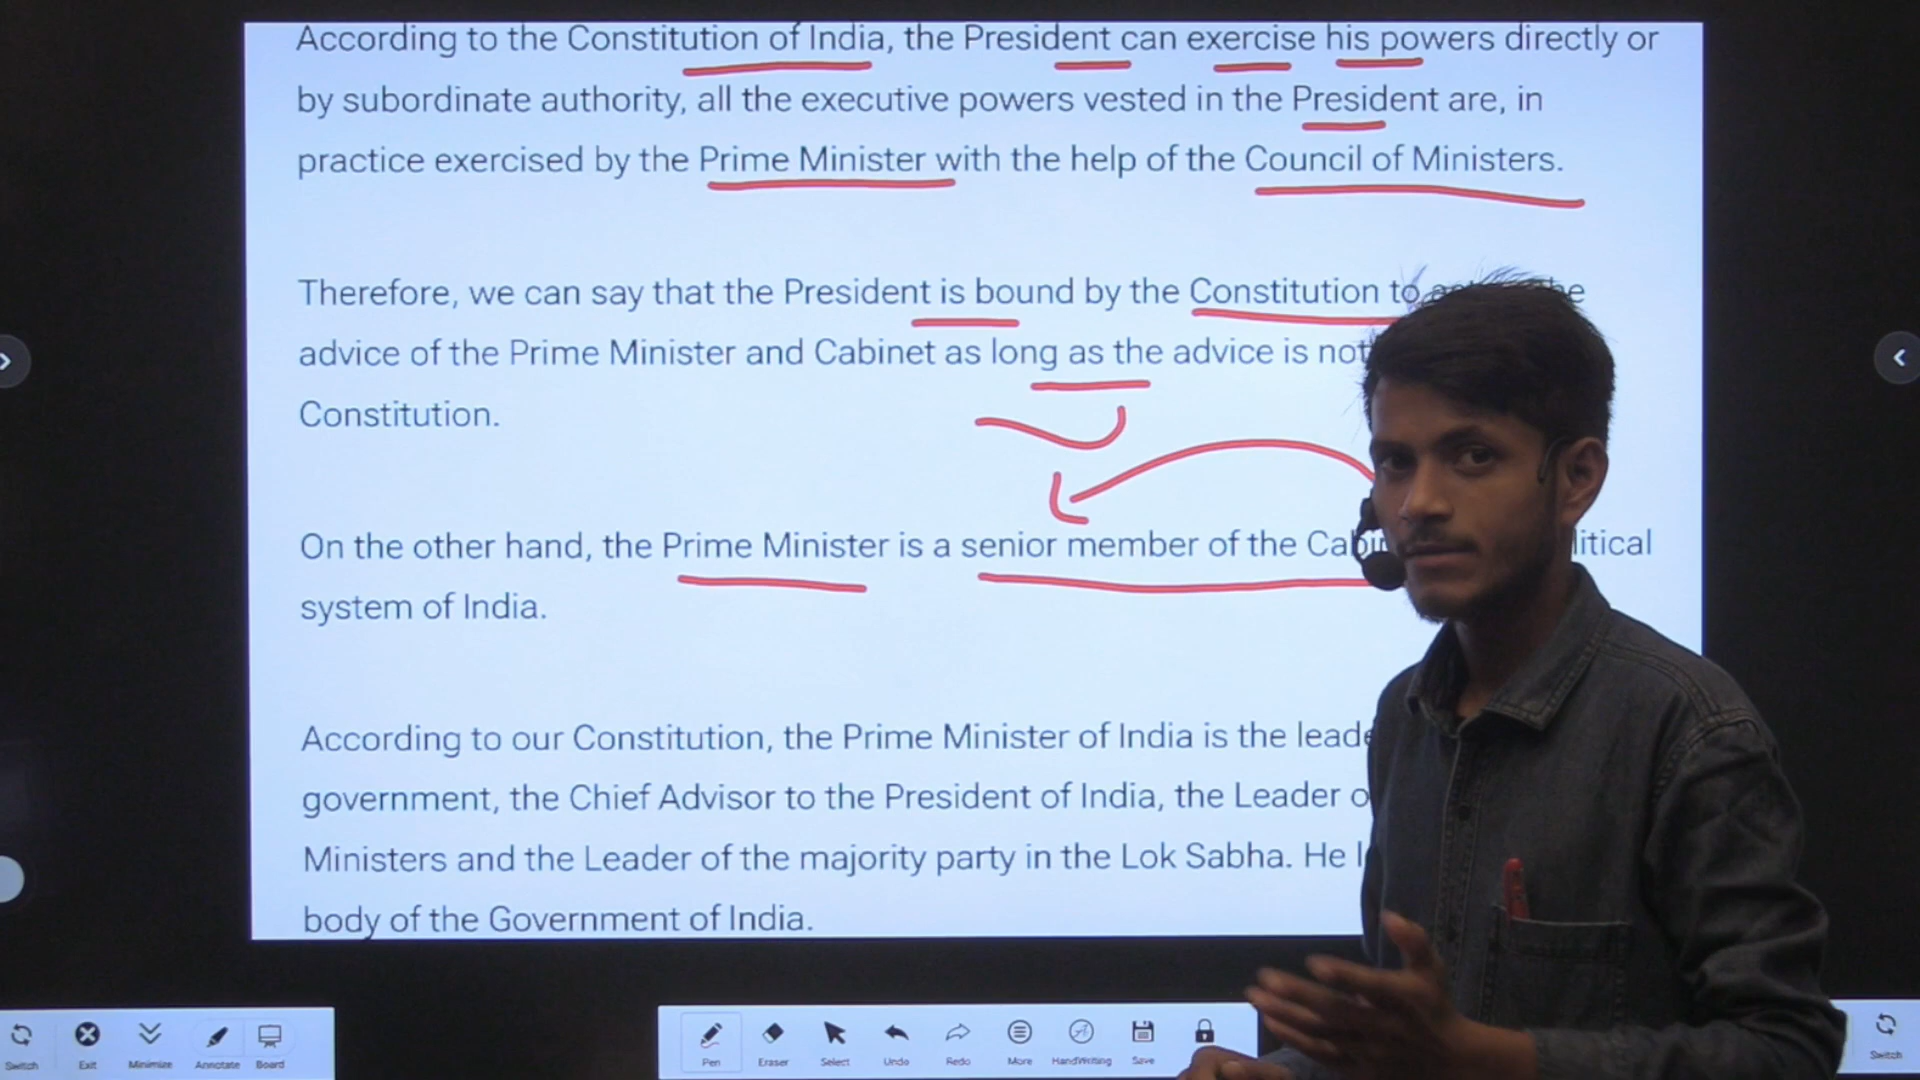 According to the Constitution of India, the President can exercise his powers directly or
by subordinate authority, all the executive powers vested in the President are, in
practice exercised by the Prime Minister with the help of the Council of Ministers.
Therefore, we can say that the President is bound by the Constitution to
advice of the Prime Minister and Cabinet as long as the advice is not
Constitution.
On the other hand, the Prime Minister is a senior member of the
system of India.
According to our Constitution, the Prime Minister of India is the
government, the Chief Advisor to the President of India, the Leader
Ministers and the Leader of the majority party in the Lok Sabha. He
body of the Government of India.
Switch Exit Minimize Annotate Board Pen Eraser Select Undo Redo More HandWriting Save Switch